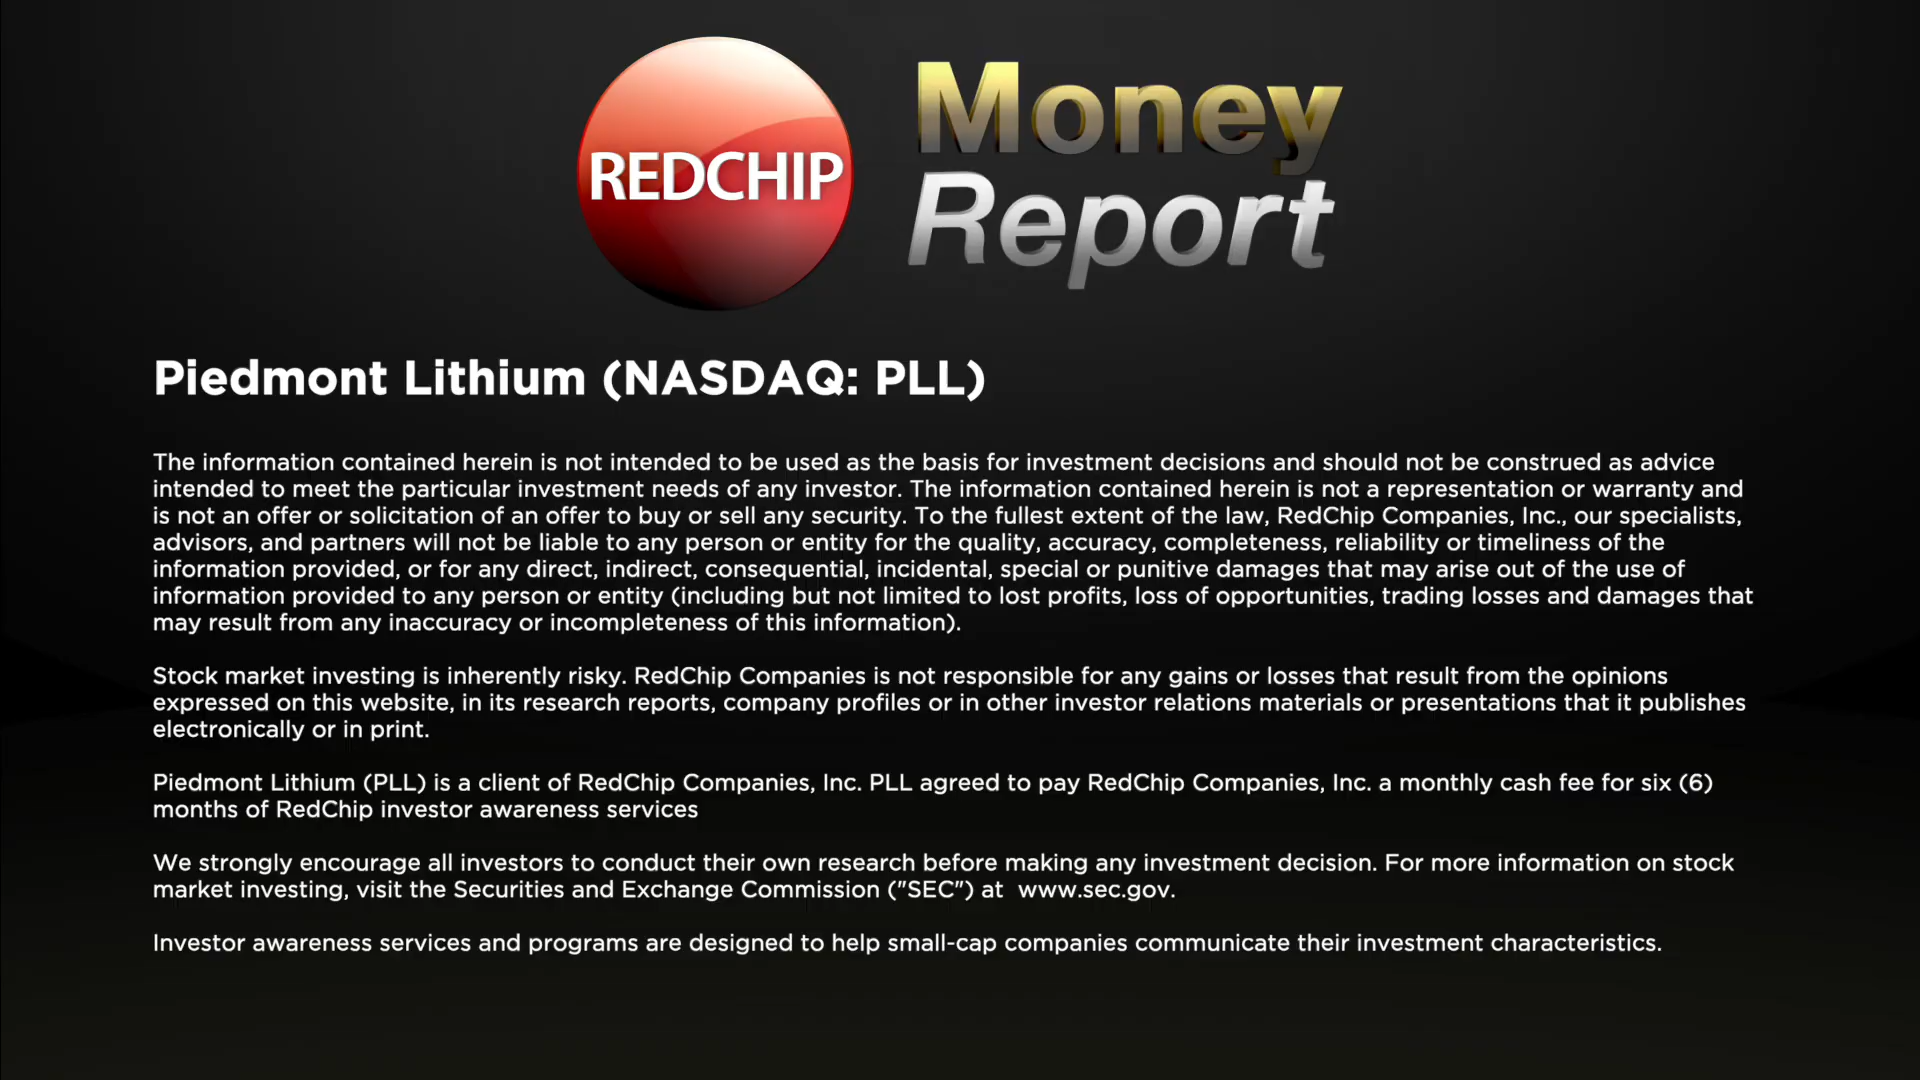 REDCHIP
Money
Report
Piedmont Lithium (NASDAQ: PLL)
The information contained herein is not intended to be used as the basis for investment decisions and should not be construed as advice
intended to meet the particular investment needs of any investor. The information contained herein is not a representation or warranty and
is not an offer or solicitation of an offer to buy or sell any security. To the fullest extent of the law, RedChip Companies, Inc., our specialists,
advisors, and partners will not be liable to any person or entity for the quality, accuracy, completeness, reliability or timeliness of the
information provided, or for any direct, indirect, consequential, incidental, special or punitive damages that may arise out of the use of
information provided to any person or entity (including but not limited to lost profits, loss of opportunities, trading losses and damages that
may result from any inaccuracy or incompleteness of this information).
Stock market investing is inherently risky. RedChip Companies is not responsible for any gains or losses that result from the opinions
expressed on this website, in its research reports, company profiles or in other investor relations materials or presentations that it publishes
electronically or in print.
Piedmont Lithium (PLL) is a client of RedChip Companies, Inc. PLL agreed to pay RedChip Companies, Inc. a monthly cash fee for six (6)
months of RedChip investor awareness services
We strongly encourage all investors to conduct their own research before making any investment decision. For more information on stock
market investing, visit the Securities and Exchange Commission ("SEC") at  www.sec.gov.
Investor awareness services and programs are designed to help small-cap companies communicate their investment characteristics.